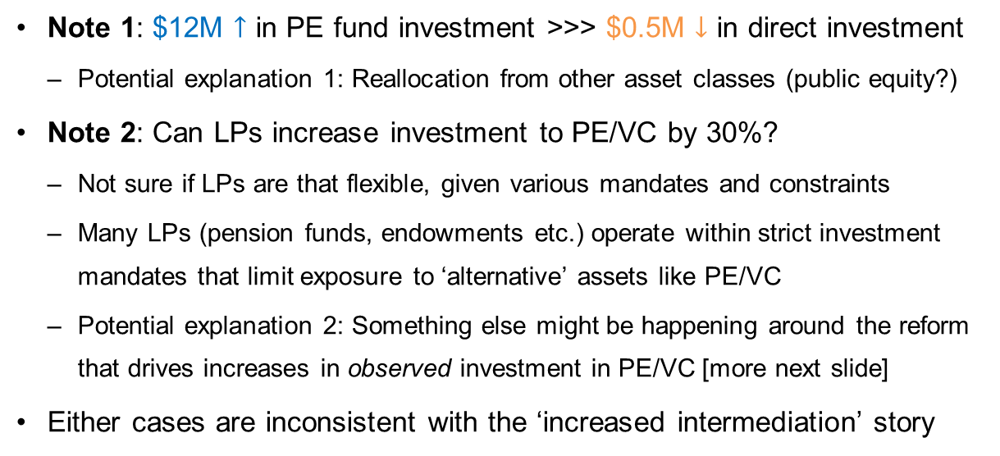 • Note 1: $12M ↑ in PE fund investment >>> $0.5M ↓ in direct investment
– Potential explanation 1: Reallocation from other asset classes (public equity?)
• Note 2: Can LPs increase investment to PE/VC by 30%?
– Not sure if LPs are that flexible, given various mandates and constraints
– Many LPs (pension funds, endowments etc.) operate within strict investment
mandates that limit exposure to ‘alternative’ assets like PE/VC
– Potential explanation 2: Something else might be happening around the reform
that drives increases in observed investment in PE/VC [more next slide]
• Either cases are inconsistent with the ‘increased intermediation’ story